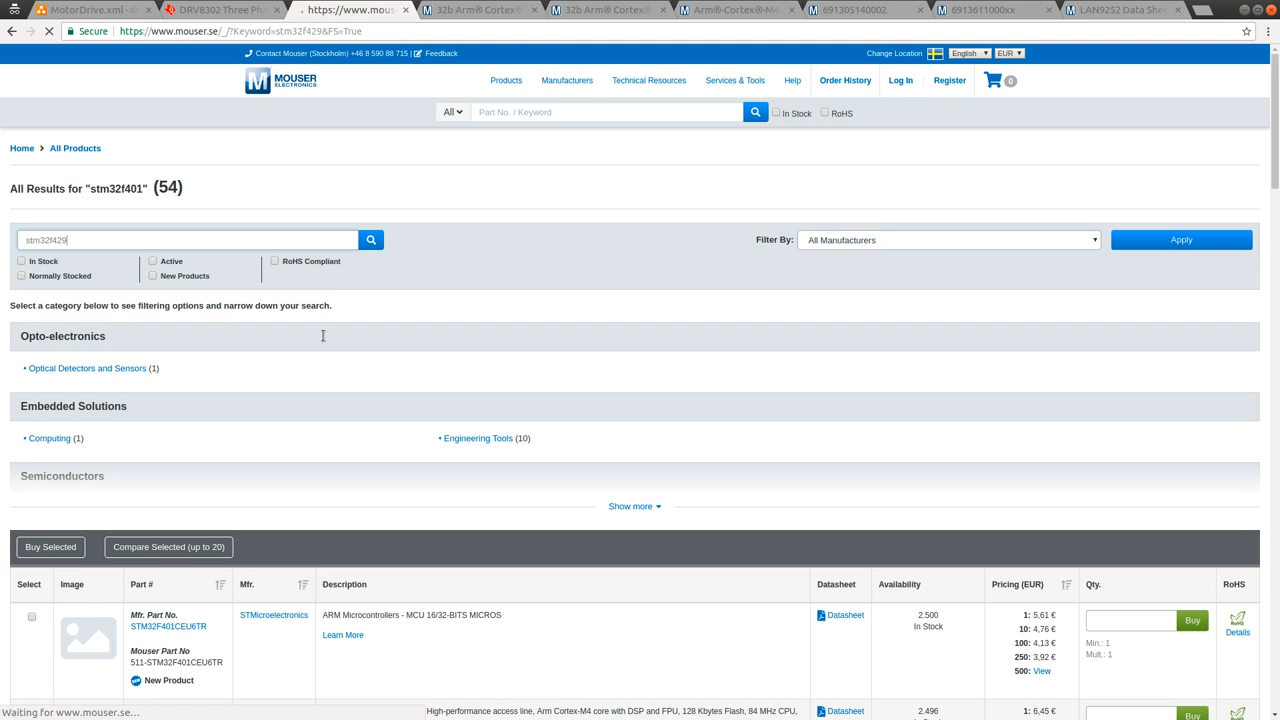 MotorDrive.xml - d
DRV8302 Three Ph
https://www.mous
32b Arm® Cortex®
32b Arm® Cortex®
Arm®-Cortex®-M4
691305140002
6913611000xx
LAN9252 Data She
Secure https://www.mouser.se/_/?Keyword=stm32f429&FS=True
Contact Mouser (Stockholm) +46 8 590 88 715 | Feedback
Change Location English EUR
MOUSER
ELECTRONICS
Products Manufacturers Technical Resources Services & Tools Help Order History Log In Register 0
All Part No. / Keyword In Stock RoHS
Home > All Products
All Results for "stm32f401" (54)
stm32f429
Filter By: All Manufacturers Apply
In Stock Active RoHS Compliant
Normally Stocked New Products
Select a category below to see filtering options and narrow down your search.
Opto-electronics
• Optical Detectors and Sensors (1)
Embedded Solutions
• Computing (1) • Engineering Tools (10)
Semiconductors
Show more
Buy Selected Compare Selected (up to 20)
Select Image Part # Mfr. Description Datasheet Availability Pricing (EUR) Qty. RoHS
Mfr. Part No.
STM32F401CEU6TR
Mouser Part No
511-STM32F401CEU6TR
New Product
STMicroelectronics
ARM Microcontrollers - MCU 16/32-BITS MICROS
Learn More
Datasheet
2.500
In Stock
1: 5,61 €
10: 4,76 €
100: 4,13 €
250: 3,92 €
500: View
Buy
Min.: 1
Mult.: 1
RoHS
Details
High-performance access line, Arm Cortex-M4 core with DSP and FPU, 128 Kbytes Flash, 84 MHz CPU,
Datasheet
2.496
1: 6,45 €
Buy
Waiting for www.mouser.se...